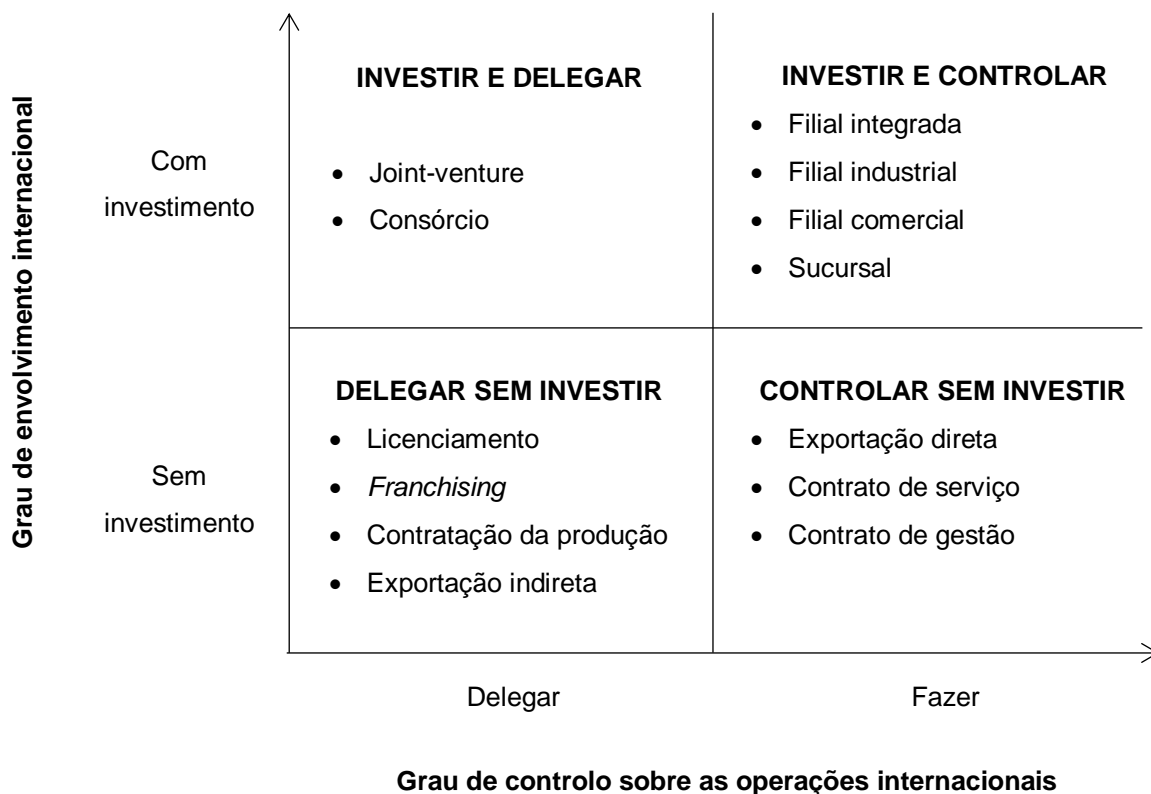 Grau de envolvimento internacional
Com
investimento
INVESTIR E DELEGAR
• Joint-venture
• Consórcio
INVESTIR E CONTROLAR
• Filial integrada
• Filial industrial
• Filial comercial
• Sucursal
Sem
investimento
DELEGAR SEM INVESTIR
• Licenciamento
• Franchising
• Contratação da produção
• Exportação indireta
CONTROLAR SEM INVESTIR
• Exportação direta
• Contrato de serviço
• Contrato de gestão
Delegar
Fazer
Grau de controlo sobre as operações internacionais